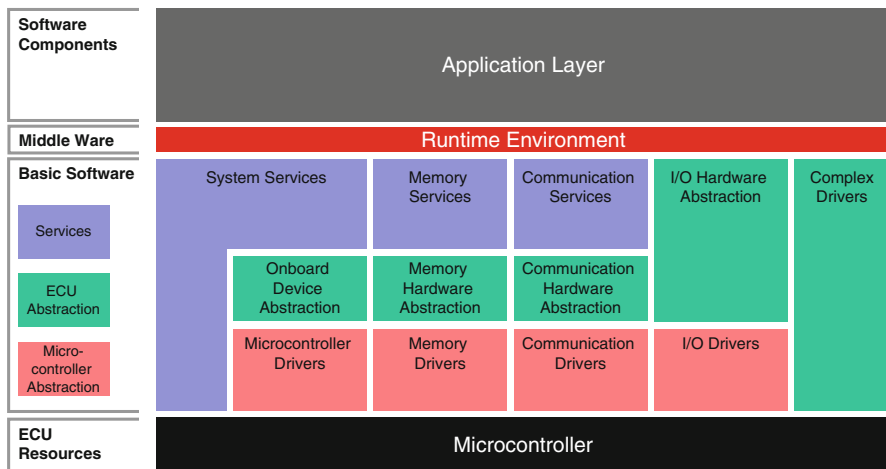 Software
Components
Application Layer
Middle Ware
Runtime Environment
Basic Software
Services
ECU
Abstraction
Micro-
controller
Abstraction
System Services
Memory
Services
Communication
Services
I/O Hardware
Abstraction
Complex
Drivers
Onboard
Device
Abstraction
Memory
Hardware
Abstraction
Communication
Hardware
Abstraction
Microcontroller
Drivers
Memory
Drivers
Communication
Drivers
I/O Drivers
ECU
Resources
Microcontroller